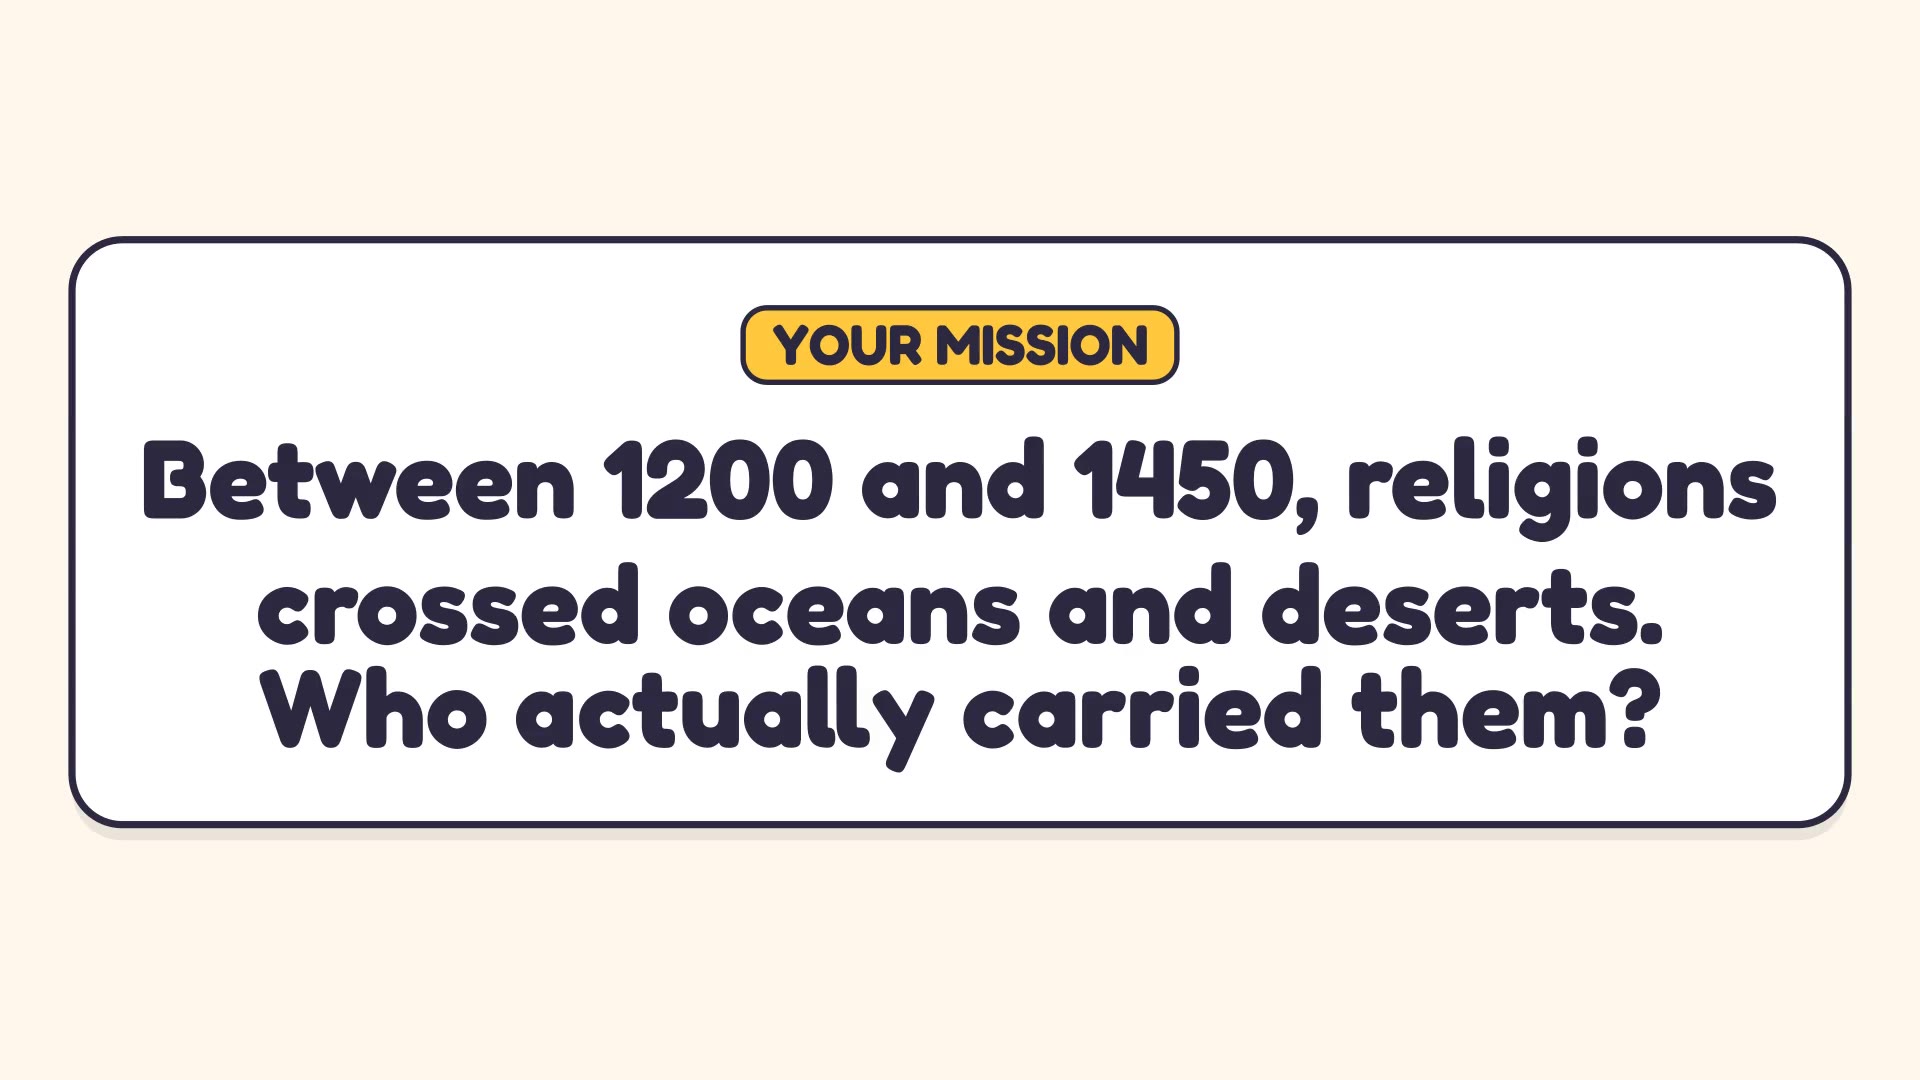 YOUR MISSION
Between 1200 and 1450, religions
crossed oceans and deserts.
Who actually carried them?